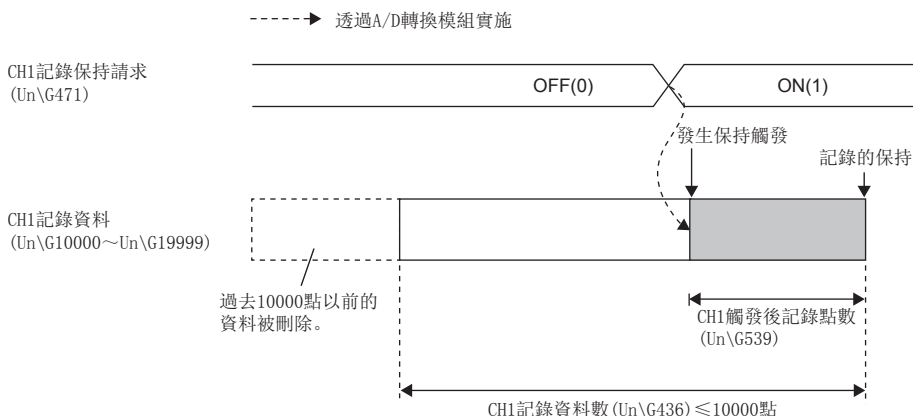 透過A/D轉換模組實施
CH1記錄保持請求
(Un\G471)
OFF(0)
ON(1)
發生保持觸發
記錄的保持
CH1記錄資料
(Un\G10000～Un\G19999)
過去10000點以前的
資料被刪除。
CH1觸發後記錄點數
(Un\G539)
CH1記錄資料數(Un\G436)≤10000點